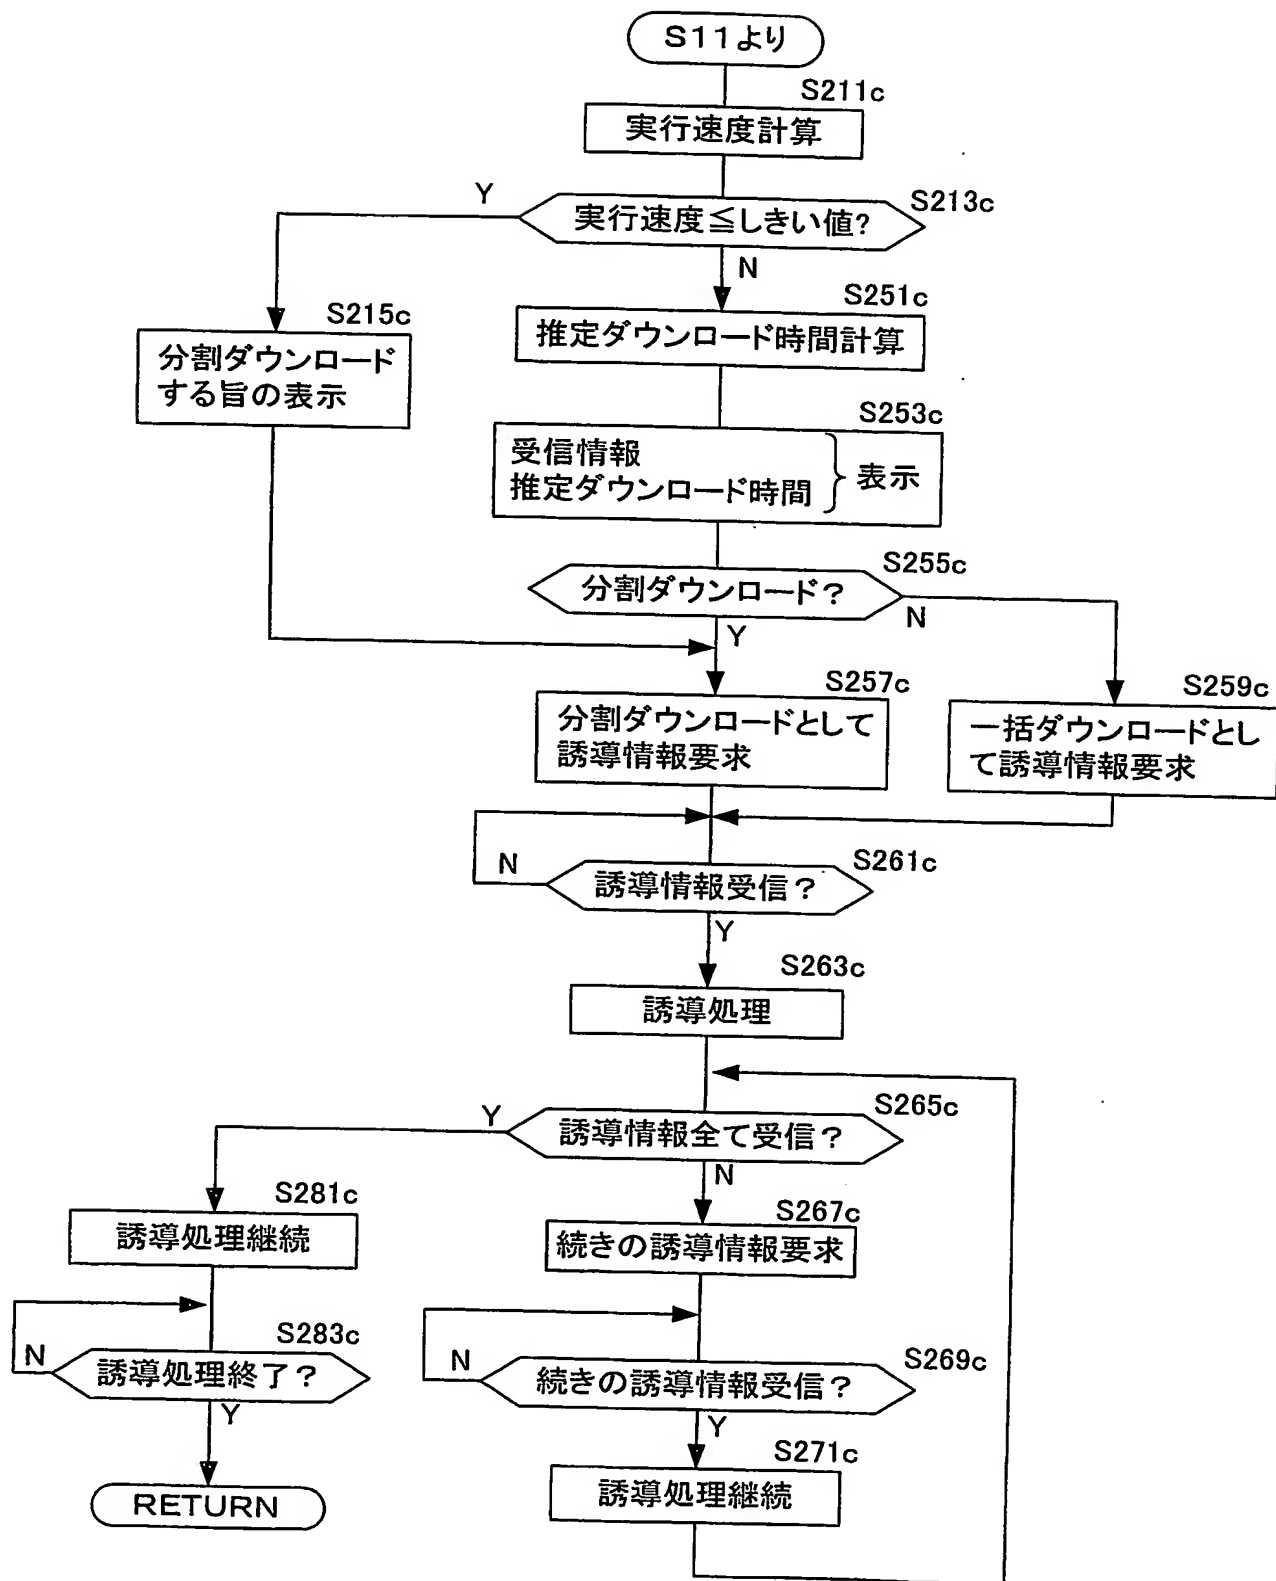 S11より
S211c
実行速度計算
Y
S213c
実行速度≦しきい値?
N
S251c
推定ダウンロード時間計算
S215c
分割ダウンロード
する旨の表示
S253c
受信情報
推定ダウンロード時間
表示
S255c
分割ダウンロード?
N
Y
S257c
分割ダウンロードとして
誘導情報要求
S259c
一括ダウンロードとし
て誘導情報要求
S261c
N
誘導情報受信?
Y
S263c
誘導処理
Y
S265c
誘導情報全て受信?
N
S281c
誘導処理継続
S267c
続きの誘導情報要求
S283c
N
誘導処理終了?
Y
S269c
N
続きの誘導情報受信?
Y
S271c
誘導処理継続
RETURN